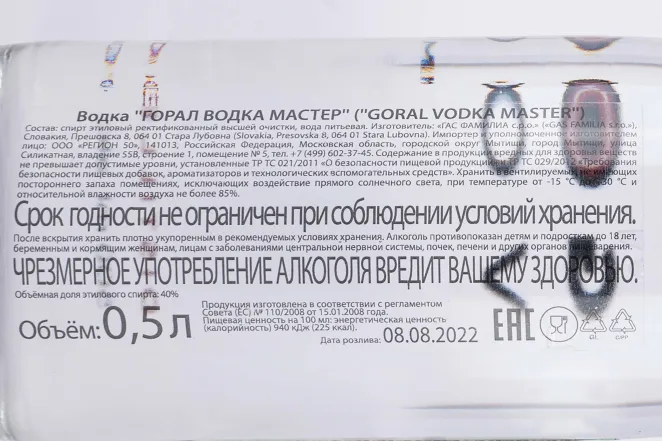 Водка "ГОРАЛ ВОДКА МАСТЕР" ("GORAL VODKA MASTER")
Состав: спирт этиловый ректификованный высшей очистки, вода питьевая. Изготовитель: «ГАС ФАМИЛИА с.р.о.» («GAS FAMILIA s.r.o.»),
Словакия, Прешовска 8, 064 01 Стара Лубовна (Slovakia, Presovska 8, 064 01 Stara Lubovna). Импортер и уполномоченное изготовителем
лицо: ООО «РЕГИОН 50», 141013, Российская Федерация, Московская область, городской округ Мытищи, город Мытищи, улица
Силикатная, владение 55В, строение 1, помещение № 5, тел. +7 (499) 602-37-45. Содержание в продукции вредных для здоровья веществ
не превышает допустимые уровни, установленные ТР ТС 021/2011 «О безопасности пищевой продукции», ТР ТС 029/2012 «Требования
безопасности пищевых добавок, ароматизаторов и технологических вспомогательных средств». Хранить в вентилируемых, не имеющих
постороннего запаха помещениях, исключающих воздействие прямого солнечного света, при температуре от -15 °C до +30 °C и
относительной влажности воздуха не более 85%.
Срок годности не ограничен при соблюдении условий хранения.
После вскрытия хранить плотно укупоренным в рекомендуемых условиях хранения. Алкоголь противопоказан детям и подросткам до 18 лет,
беременным и кормящим женщинам, лицам с заболеваниями центральной нервной системы, почек, печени и других органов пищеварения.
ЧРЕЗМЕРНОЕ УПОТРЕБЛЕНИЕ АЛКОГОЛЯ ВРЕДИТ ВАШЕМУ ЗДОРОВЬЮ.
Объёмная доля этилового спирта: 40%
Объём: 0,5 л
Продукция изготовлена в соответствии с регламентом
Совета (ЕС) № 110/2008 от 15.01.2008 года.
Пищевая ценность на 100 мл: энергетическая ценность
(калорийность) 940 кДж (225 ккал).
Дата розлива: 08.08.2022
EAC
GL
C/PP